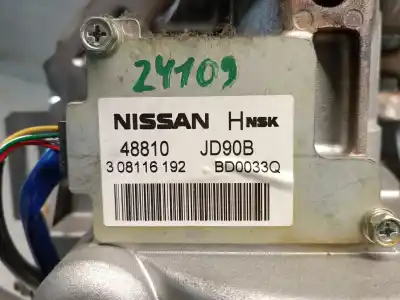 24109
NISSAN H NSK
48810 JD90B
3 08116 192 BD0033Q